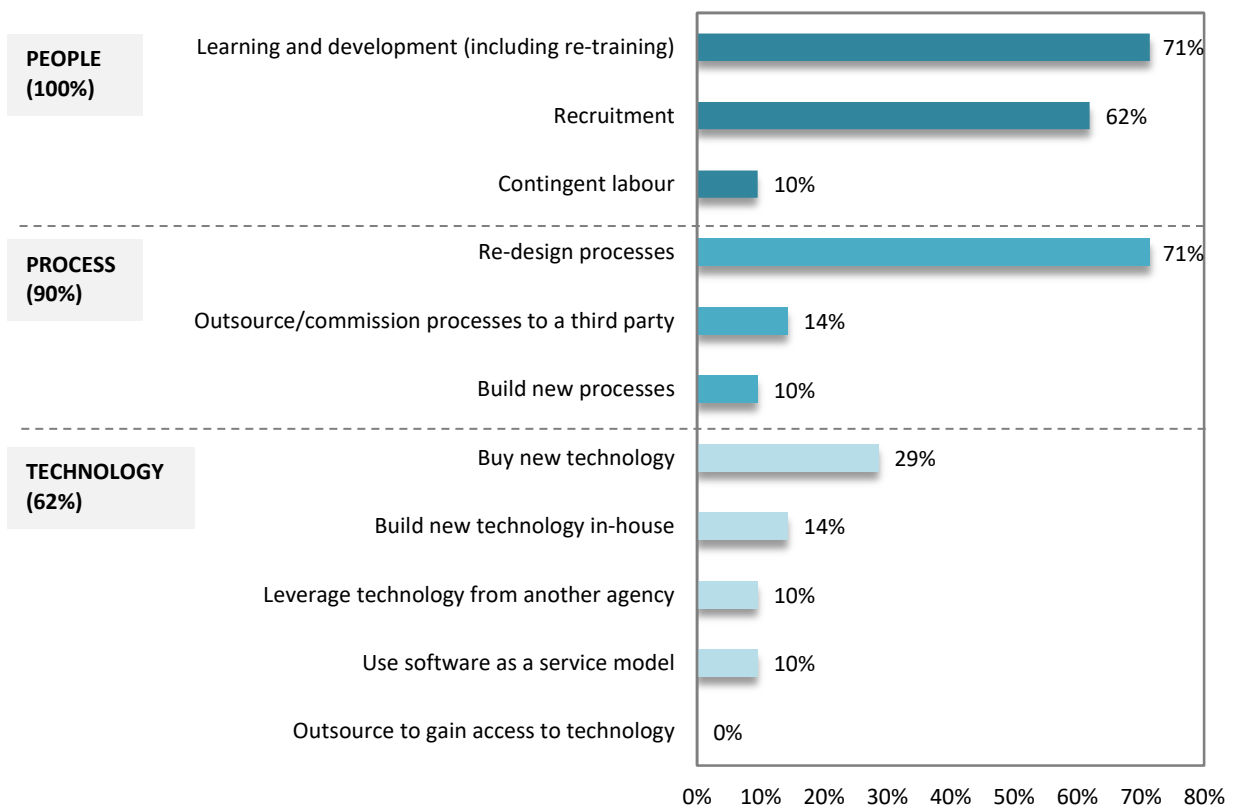 PEOPLE
(100%)
Learning and development (including re-training) 71%
Recruitment 62%
Contingent labour 10%
PROCESS
(90%)
Re-design processes 71%
Outsource/commission processes to a third party 14%
Build new processes 10%
TECHNOLOGY
(62%)
Buy new technology 29%
Build new technology in-house 14%
Leverage technology from another agency 10%
Use software as a service model 10%
Outsource to gain access to technology 0%
0% 10% 20% 30% 40% 50% 60% 70% 80%